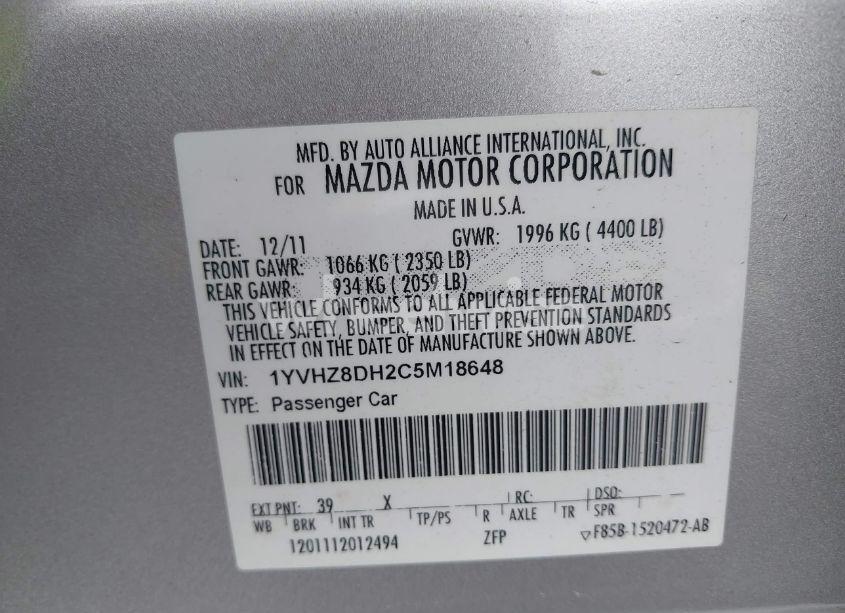 MFD. BY AUTO ALLIANCE INTERNATIONAL, INC.
FOR MAZDA MOTOR CORPORATION
MADE IN U.S.A.
DATE: 12/11 GVWR: 1996 KG ( 4400 LB)
FRONT GAWR: 1066 KG ( 2350 LB)
REAR GAWR: 934 KG ( 2059 LB)
THIS VEHICLE CONFORMS TO ALL APPLICABLE FEDERAL MOTOR
VEHICLE SAFETY, BUMPER, AND THEFT PREVENTION STANDARDS
IN EFFECT ON THE DATE OF MANUFACTURE SHOWN ABOVE.
VIN: 1YVHZ8DH2C5M18648
TYPE: Passenger Car
EXT PNT: 39 X RC: DSO:
WB BRK INT TR TP/PS R AXLE TR SPR
1201112012494 ZFP ▽F85B-1520472-AB